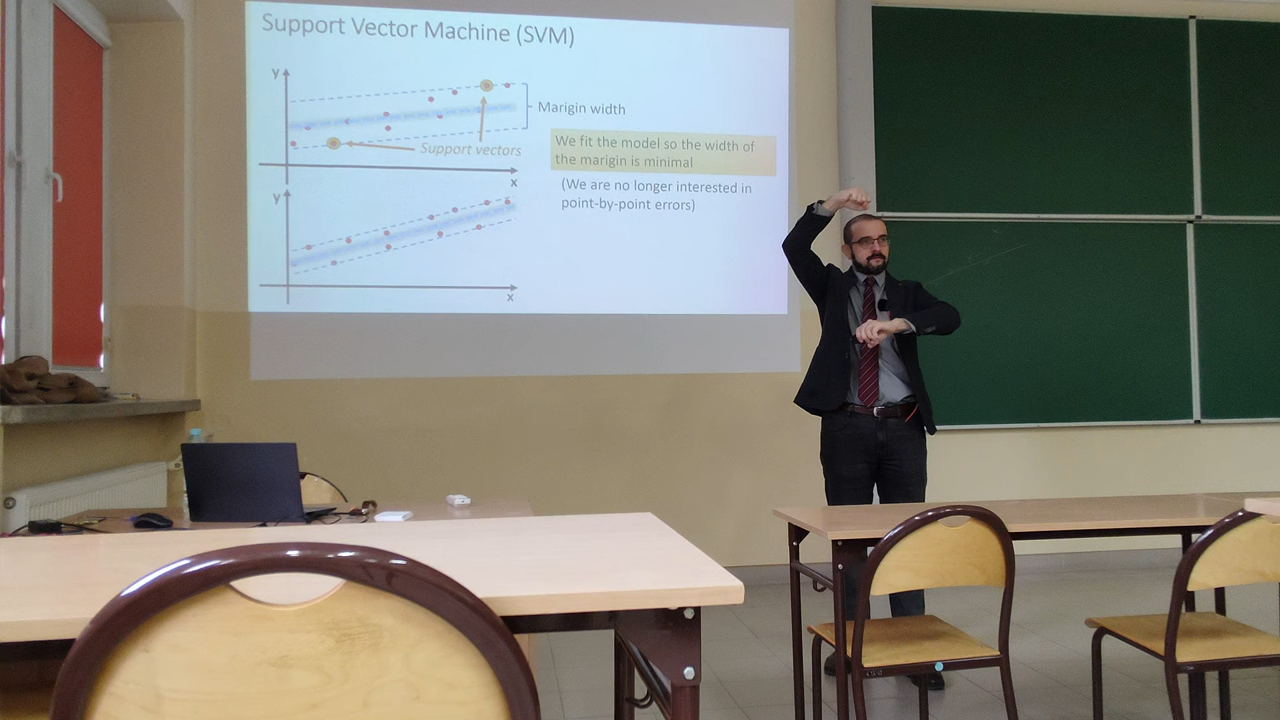 Support Vector Machine (SVM)
y
Marigin width
Support vectors
x
We fit the model so the width of
the marigin is minimal
(We are no longer interested in
point-by-point errors)
y
x